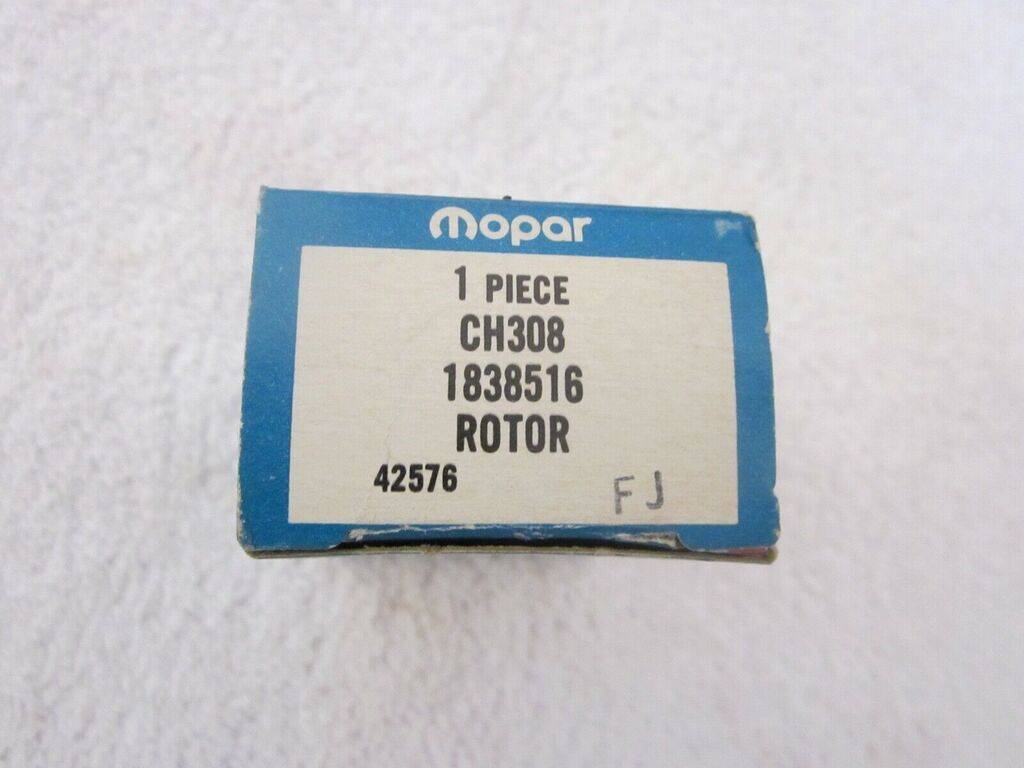 mopar
1 PIECE
CH308
1838516
ROTOR
42576
FJ